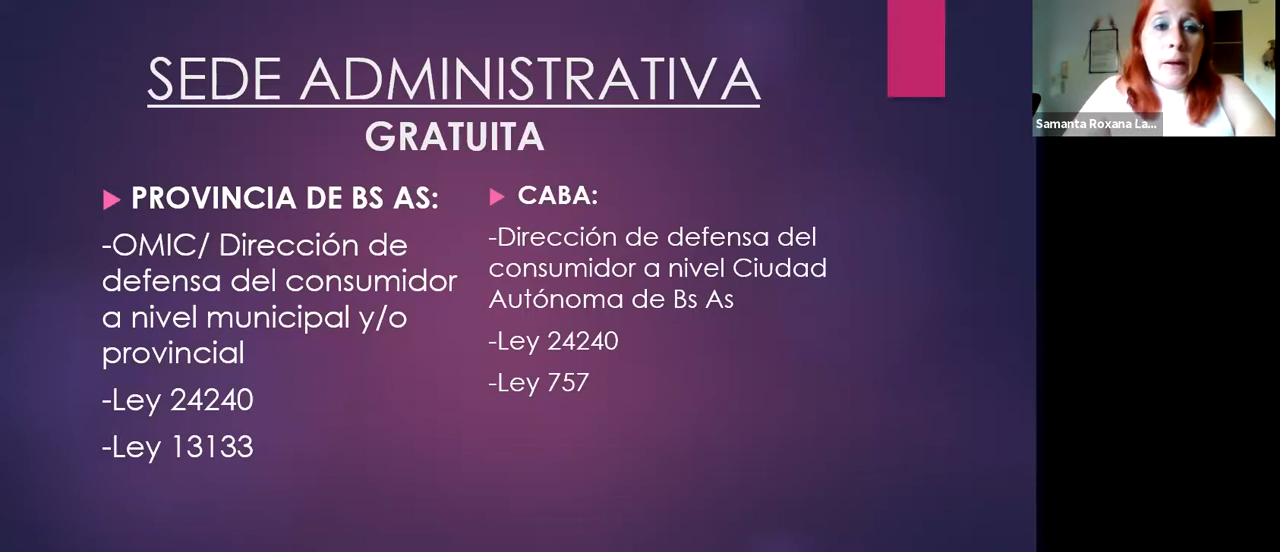 SEDE ADMINISTRATIVA
GRATUITA
PROVINCIA DE BS AS:
-OMIC/ Dirección de
defensa del consumidor
a nivel municipal y/o
provincial
-Ley 24240
-Ley 13133
CABA:
-Dirección de defensa del
consumidor a nivel Ciudad
Autónoma de Bs As
-Ley 24240
-Ley 757
Samanta Roxana La...